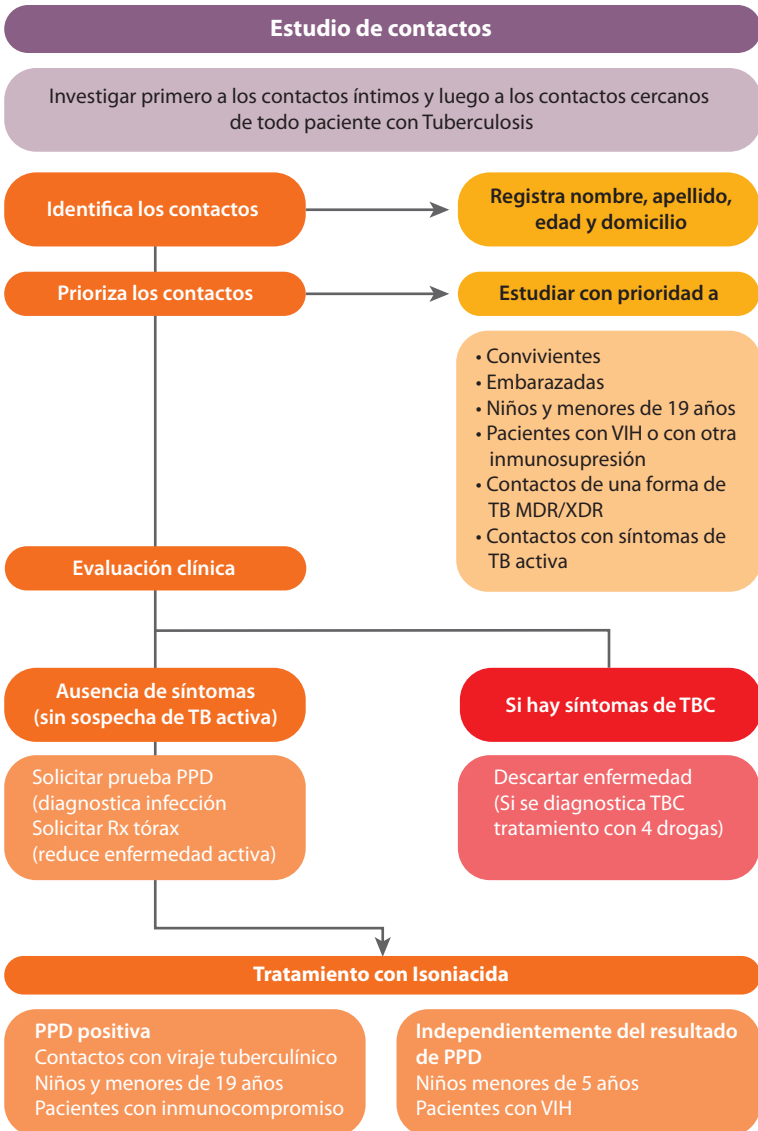 Estudio de contactos
Investigar primero a los contactos íntimos y luego a los contactos cercanos
de todo paciente con Tuberculosis
Identifica los contactos
Registra nombre, apellido,
edad y domicilio
Prioriza los contactos
Estudiar con prioridad a
• Convivientes
• Embarazadas
• Niños y menores de 19 años
• Pacientes con VIH o con otra
inmunosupresión
• Contactos de una forma de
TB MDR/XDR
• Contactos con síntomas de
TB activa
Evaluación clínica
Ausencia de síntomas
(sin sospecha de TB activa)
Solicitar prueba PPD
(diagnostica infección
Solicitar Rx tórax
(reduce enfermedad activa)
Si hay síntomas de TBC
Descartar enfermedad
(Si se diagnostica TBC
tratamiento con 4 drogas)
Tratamiento con Isoniacida
PPD positiva
Contactos con viraje tuberculínico
Niños y menores de 19 años
Pacientes con inmunocompromiso
Independientemente del resultado
de PPD
Niños menores de 5 años
Pacientes con VIH